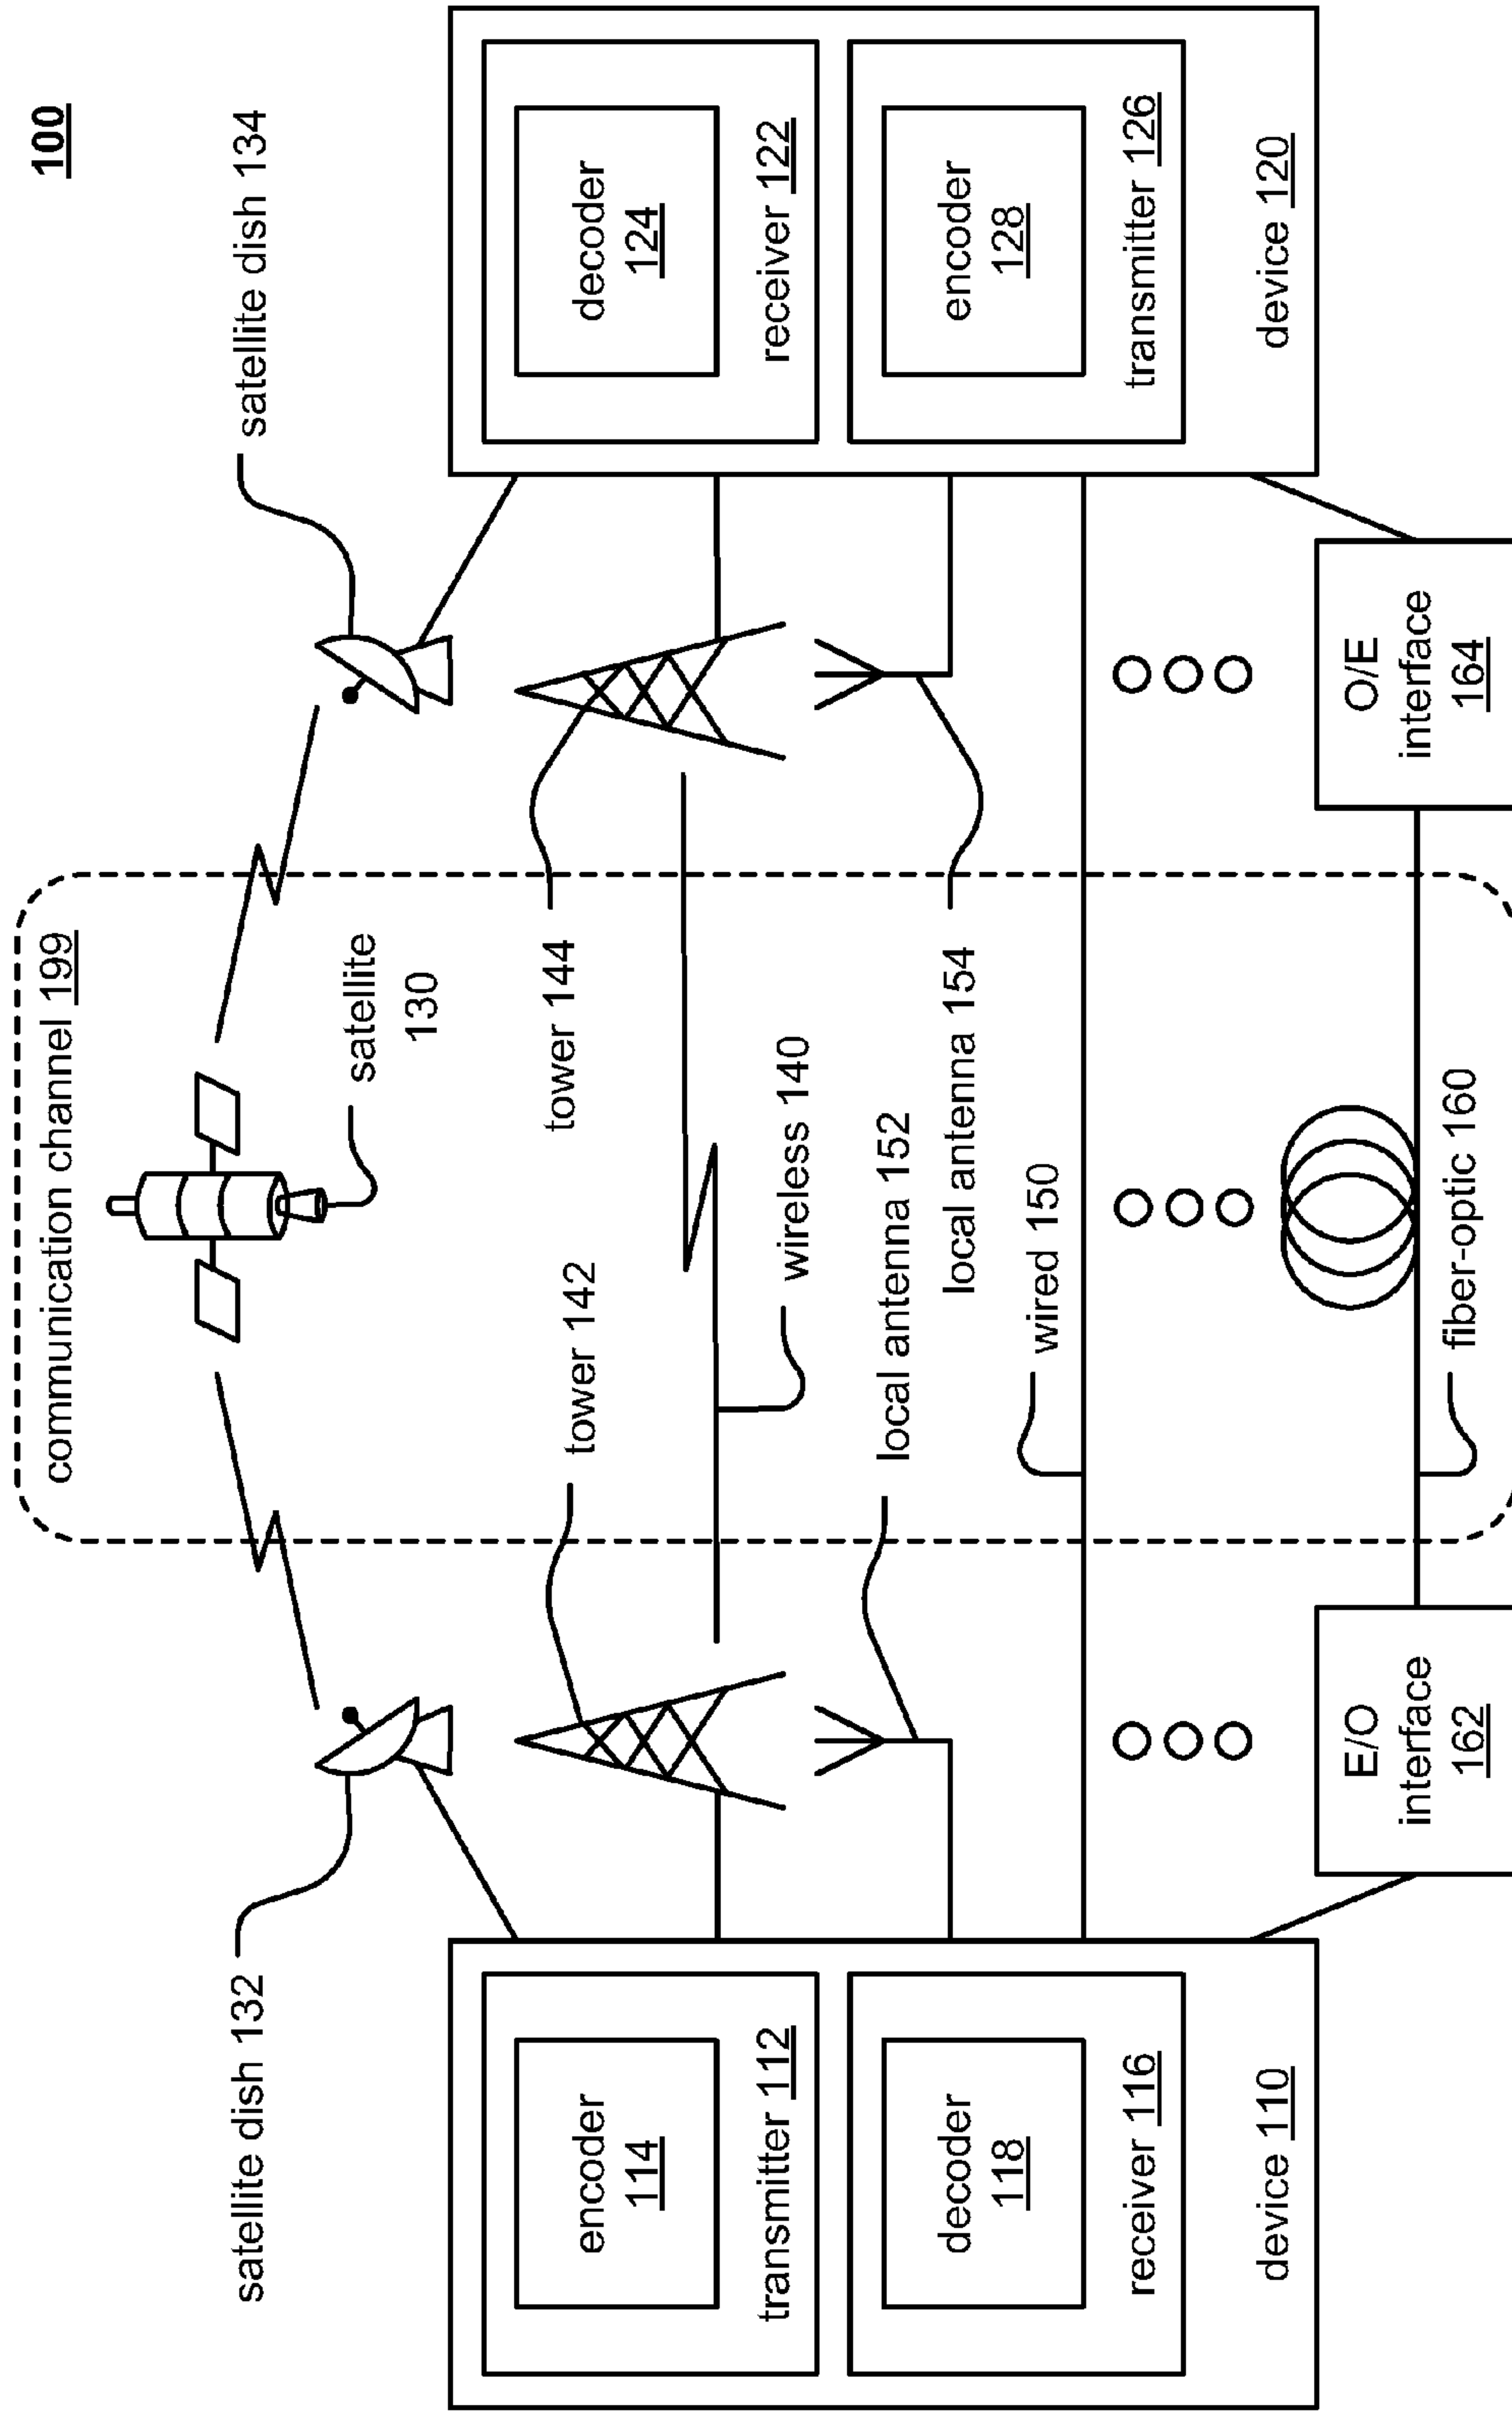 100
communication channel 199
satellite dish 132
satellite
130
satellite dish 134
encoder
114
transmitter 112
decoder
118
receiver 116
device 110
tower 142
tower 144
wireless 140
local antenna 152
local antenna 154
wired 150
decoder
124
receiver 122
encoder
128
transmitter 126
device 120
E/O
interface
162
fiber-optic 160
O/E
interface
164